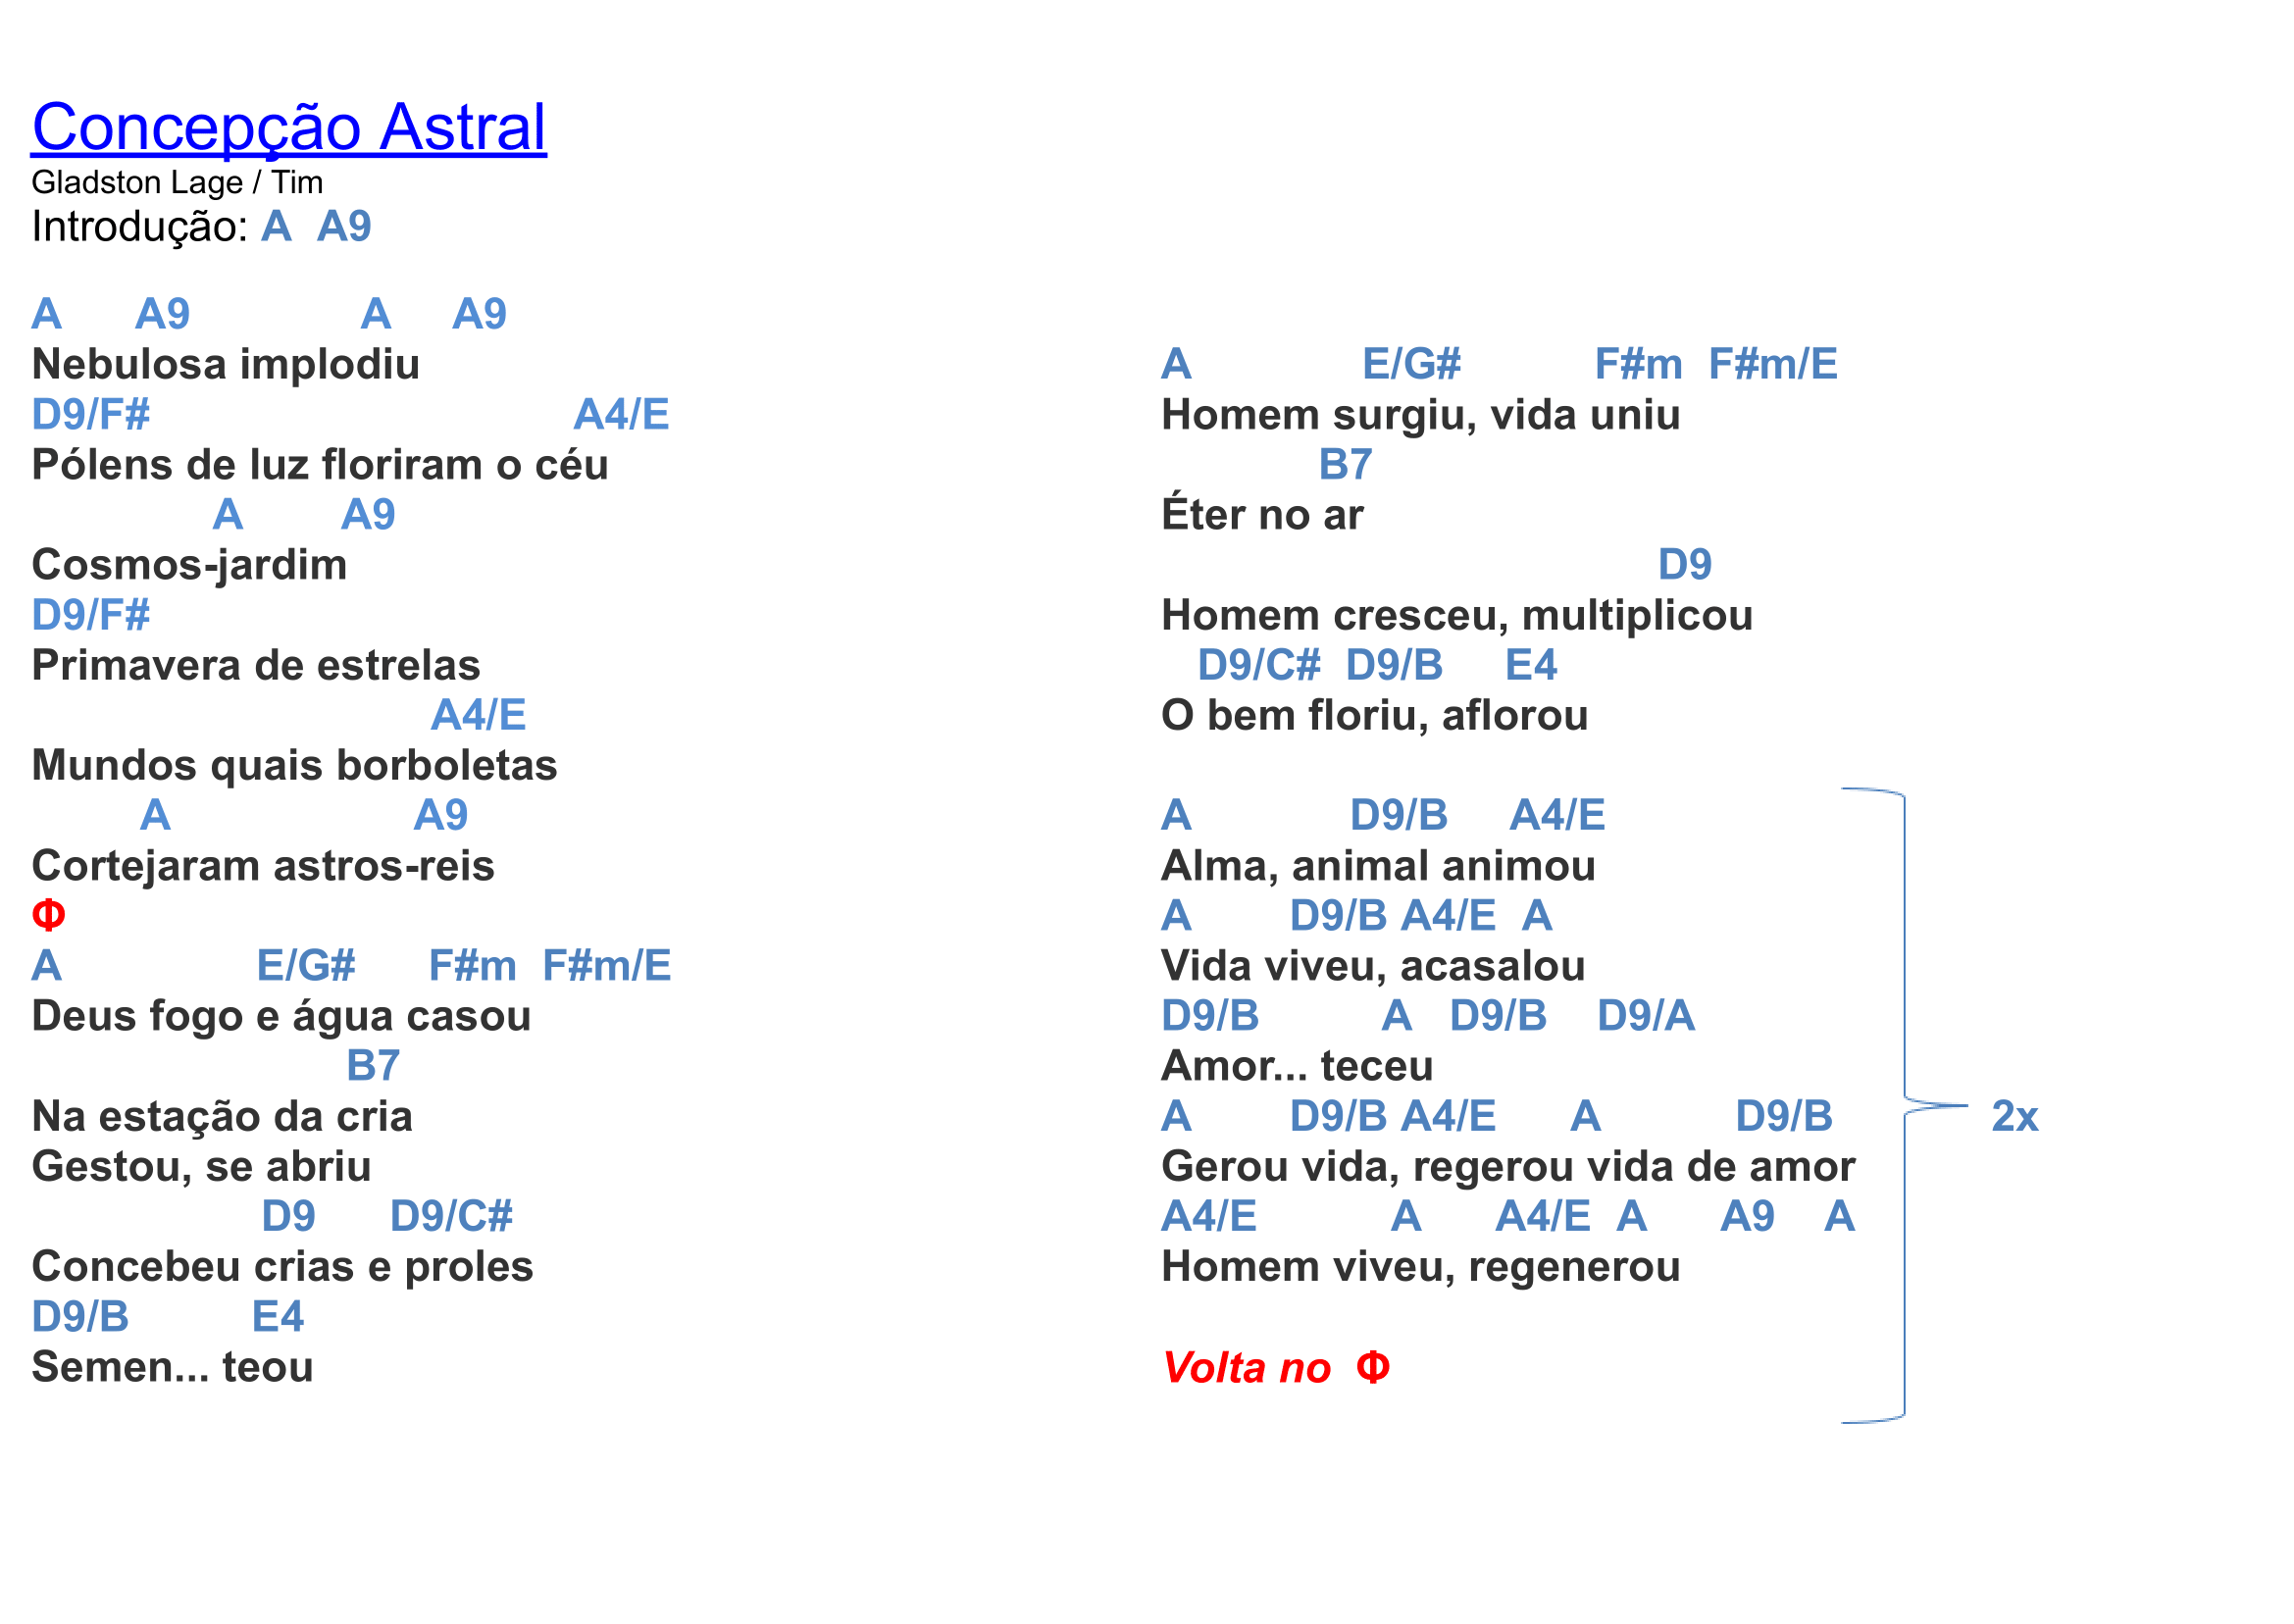 Concepção Astral
Gladston Lage / Tim
Introdução: A A9
A A9 A A9
Nebulosa implodiu
D9/F# A4/E
Pólens de luz floriram o céu
A A9
Cosmos-jardim
D9/F#
Primavera de estrelas
A4/E
Mundos quais borboletas
A A9
Cortejaram astros-reis
Φ
A E/G# F#m F#m/E
Deus fogo e água casou
B7
Na estação da cria
Gestou, se abriu
D9 D9/C#
Concebeu crias e proles
D9/B E4
Semen... teou
A E/G# F#m F#m/E
Homem surgiu, vida uniu
B7
Éter no ar
D9
Homem cresceu, multiplicou
D9/C# D9/B E4
O bem floriu, aflorou
A D9/B A4/E
Alma, animal animou
A D9/B A4/E A
Vida viveu, acasalou
D9/B A D9/B D9/A
Amor... teceu
A D9/B A4/E A D9/B
Gerou vida, regerou vida de amor
A4/E A A4/E A A9 A
Homem viveu, regenerou
Volta no Φ
2x